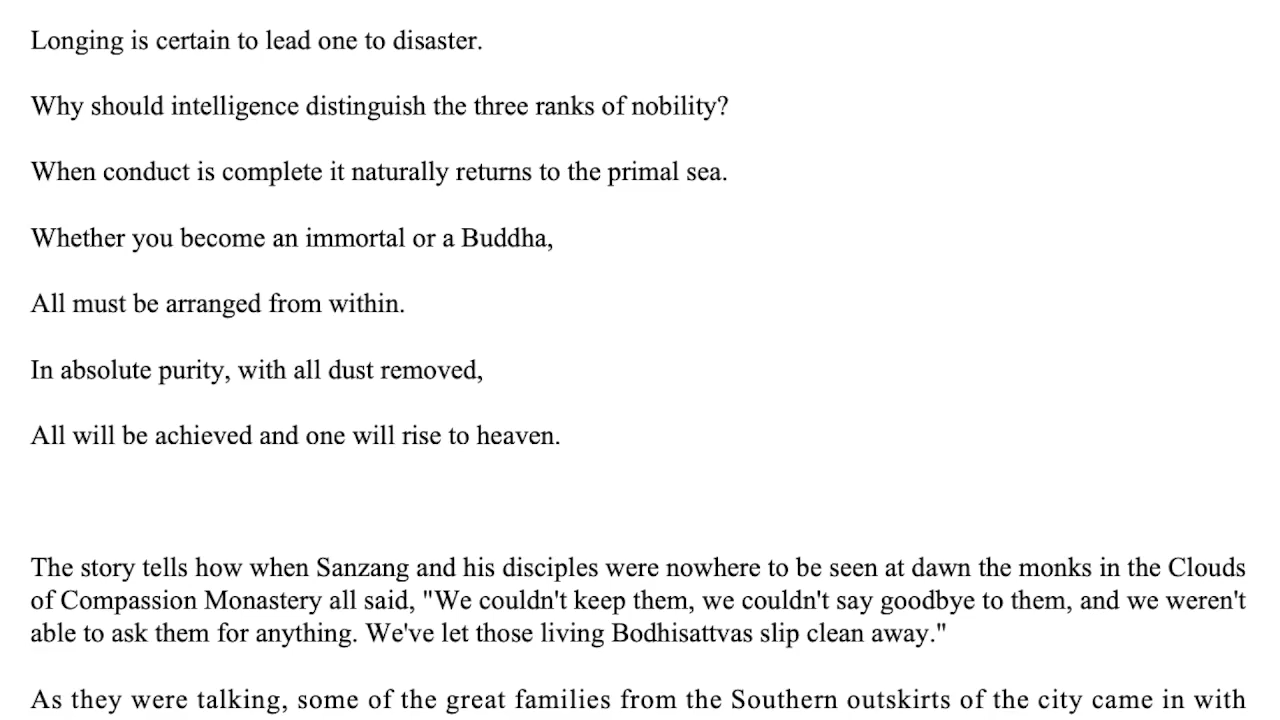 Longing is certain to lead one to disaster.
Why should intelligence distinguish the three ranks of nobility?
When conduct is complete it naturally returns to the primal sea.
Whether you become an immortal or a Buddha,
All must be arranged from within.
In absolute purity, with all dust removed,
All will be achieved and one will rise to heaven.
The story tells how when Sanzang and his disciples were nowhere to be seen at dawn the monks in the Clouds
of Compassion Monastery all said, "We couldn't keep them, we couldn't say goodbye to them, and we weren't
able to ask them for anything. We've let those living Bodhisattvas slip clean away."
As they were talking, some of the great families from the Southern outskirts of the city came in with